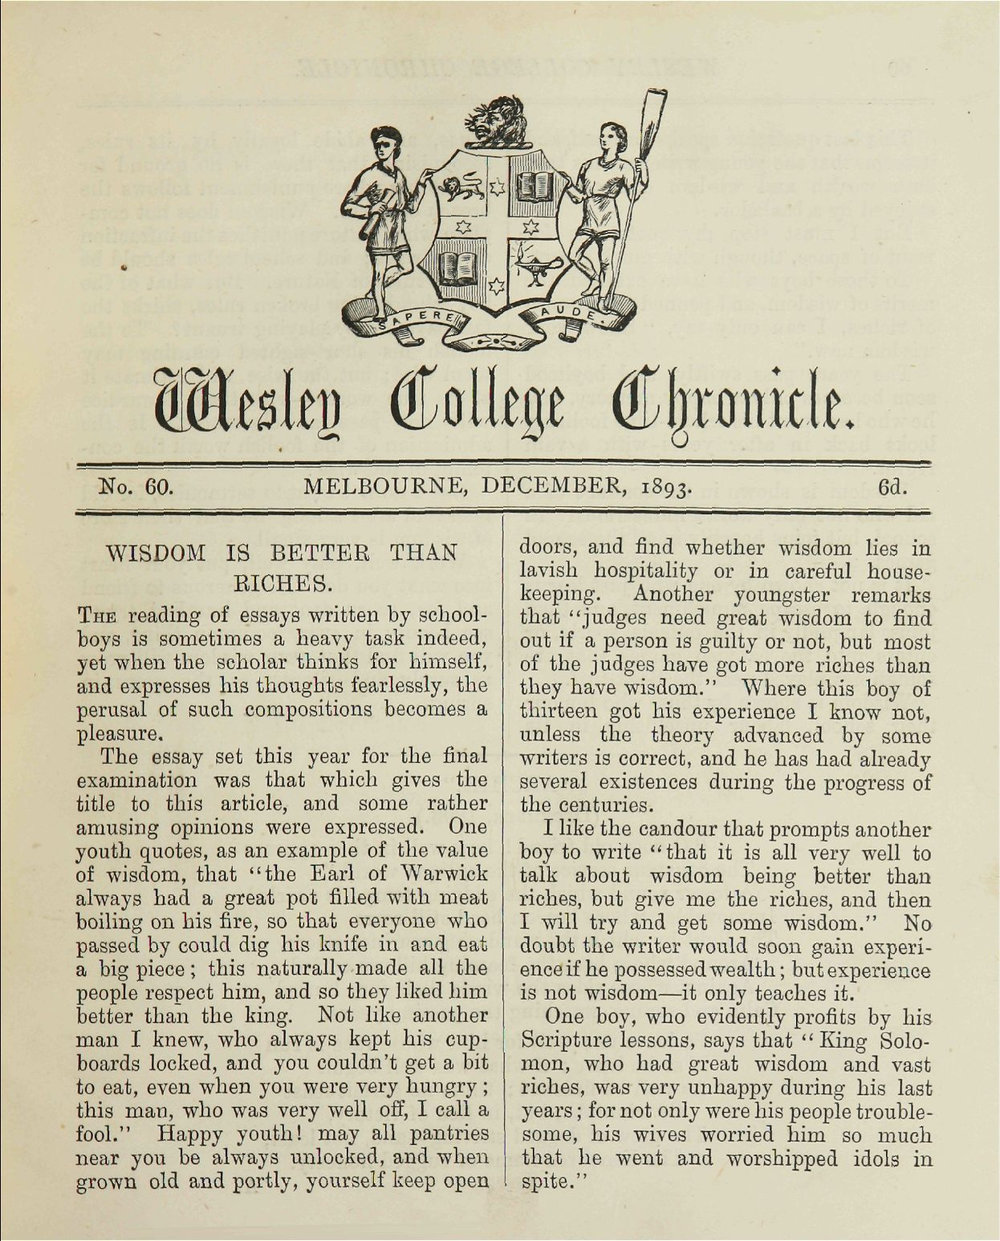 SAPERE
AUDE.
Wesley College Chronicle.
No. 60.
MELBOURNE, DECEMBER, 1893.
6d.
WISDOM IS BETTER THAN
RICHES.
THE reading of essays written by school-
boys is sometimes a heavy task indeed,
yet when the scholar thinks for himself,
and expresses his thoughts fearlessly, the
perusal of such compositions becomes a
pleasure.
The essay set this year for the final
examination was that which gives the
title to this article, and some rather
amusing opinions were expressed. One
youth quotes, as an example of the value
of wisdom, that "the Earl of Warwick
always had a great pot filled with meat
boiling on his fire, so that everyone who
passed by could dig his knife in and eat
a big piece; this naturally made all the
people respect him, and so they liked him
better than the king. Not like another
man I knew, who always kept his cup-
boards locked, and you couldn't get a bit
to eat, even when you were very hungry;
this man, who was very well off, I call a
fool." Happy youth! may all pantries
near you be always unlocked, and when
grown old and portly, yourself keep open
doors, and find whether wisdom lies in
lavish hospitality or in careful house-
keeping. Another youngster remarks
that "judges need great wisdom to find
out if a person is guilty or not, but most
of the judges have got more riches than
they have wisdom." Where this boy of
thirteen got his experience I know not,
unless the theory advanced by some
writers is correct, and he has had already
several existences during the progress of
the centuries.
I like the candour that prompts another
boy to write "that it is all very well to
talk about wisdom being better than
riches, but give me the riches, and then
I will try and get some wisdom." No
doubt the writer would soon gain experi-
ence if he possessed wealth; but experience
is not wisdom—it only teaches it.
One boy, who evidently profits by his
Scripture lessons, says that "King Solo-
mon, who had great wisdom and vast
riches, was very unhappy during his last
years; for not only were his people trouble-
some, his wives worried him so much
that he went and worshipped idols in
spite."